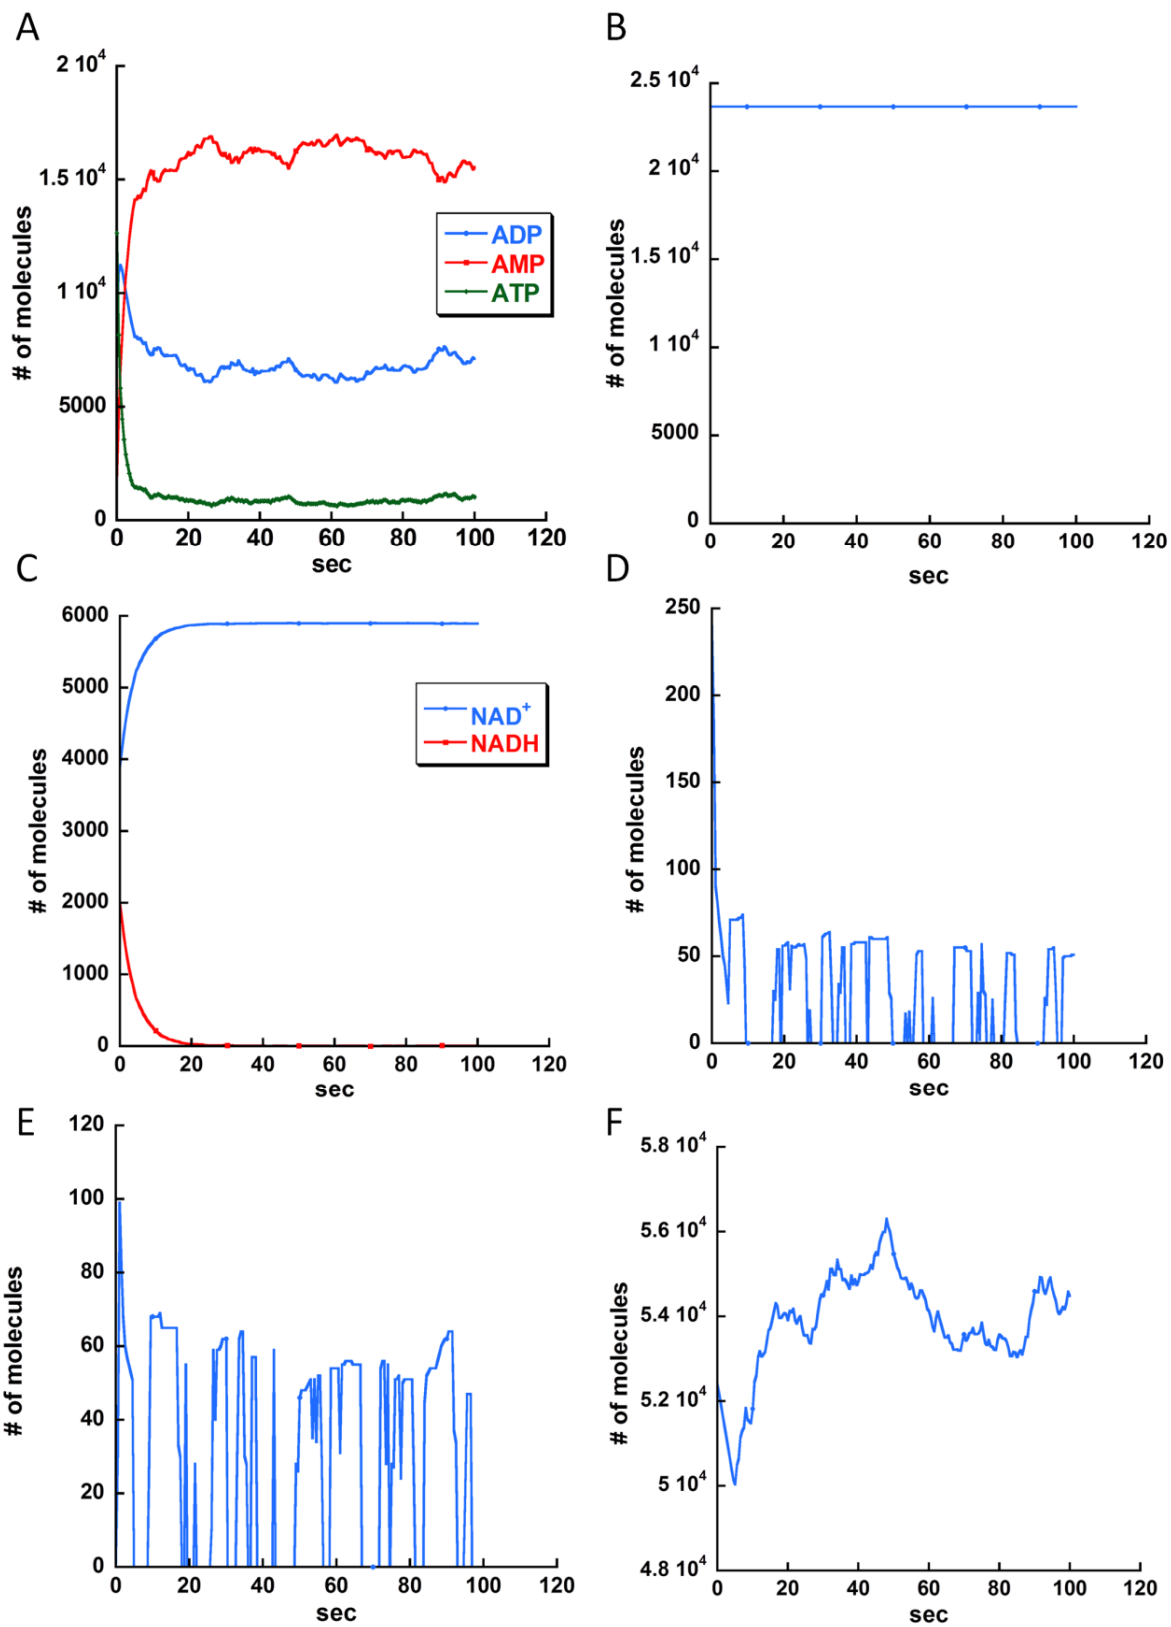 A
2 10⁴
1.5 10⁴
1 10⁴
5000
0
# of molecules
ADP
AMP
ATP
0 20 40 60 80 100 120
sec
B
2.5 10⁴
2 10⁴
1.5 10⁴
1 10⁴
5000
0
# of molecules
0 20 40 60 80 100 120
sec
C
6000
5000
4000
3000
2000
1000
0
# of molecules
NAD⁺
NADH
0 20 40 60 80 100 120
sec
D
250
200
150
100
50
0
# of molecules
0 20 40 60 80 100 120
sec
E
120
100
80
60
40
20
0
# of molecules
0 20 40 60 80 100 120
sec
F
5.8 10⁴
5.6 10⁴
5.4 10⁴
5.2 10⁴
5 10⁴
4.8 10⁴
# of molecules
0 20 40 60 80 100 120
sec